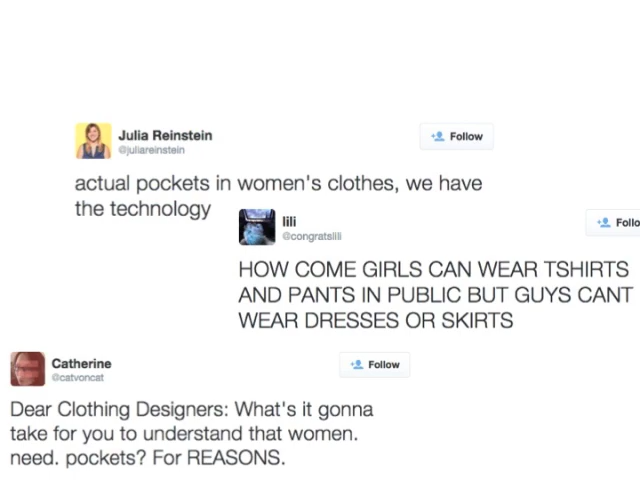 Julia Reinstein
@juliareinstein
Follow
actual pockets in women's clothes, we have
the technology
lili
@congratslili
Follo
HOW COME GIRLS CAN WEAR TSHIRTS
AND PANTS IN PUBLIC BUT GUYS CANT
WEAR DRESSES OR SKIRTS
Catherine
@catvoncat
Follow
Dear Clothing Designers: What's it gonna
take for you to understand that women.
need. pockets? For REASONS.